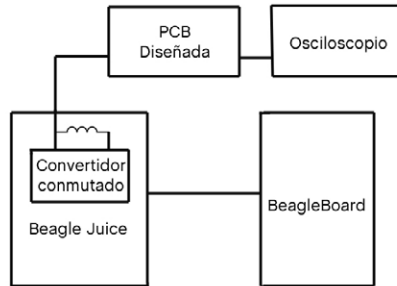 PCB
Diseñada
Osciloscopio
Convertidor
conmutado
Beagle Juice
BeagleBoard